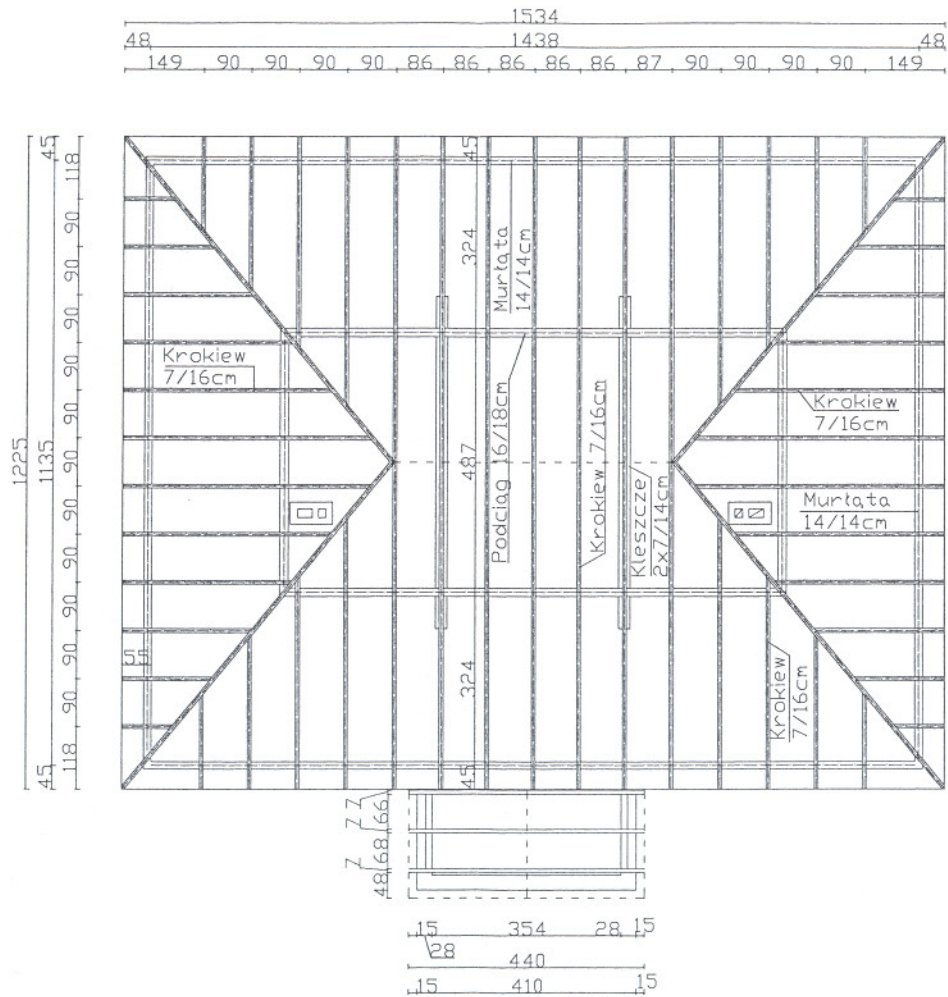 1534
48 1438 48
149 90 90 90 90 86 86 86 86 86 87 90 90 90 90 149
1225
45 1135 45
118 90 90 90 90 90 90 90 90 90 90 90 118
45
324
487
324
45
Murłata
14/14cm
Krokiew
7/16cm
Podciąg 16/18cm
Krokiew 7/16cm
Kleszcze
2x7/14cm
Krokiew
7/16cm
Murłata
14/14cm
55
Krokiew
7/16cm
7 66
7 68
7 48
15 354 28 15
28
440
15 410 15